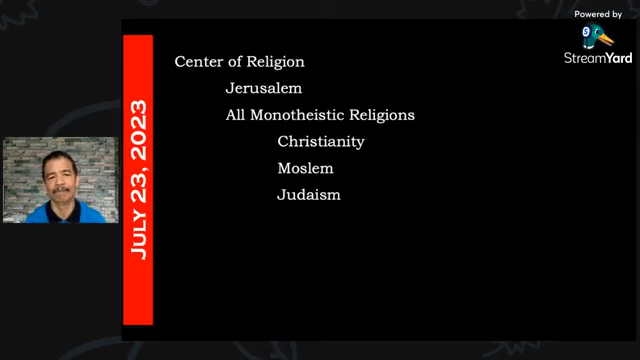 Powered by
StreamYard
Center of Religion
Jerusalem
All Monotheistic Religions
Christianity
Moslem
Judaism
July 23, 2023